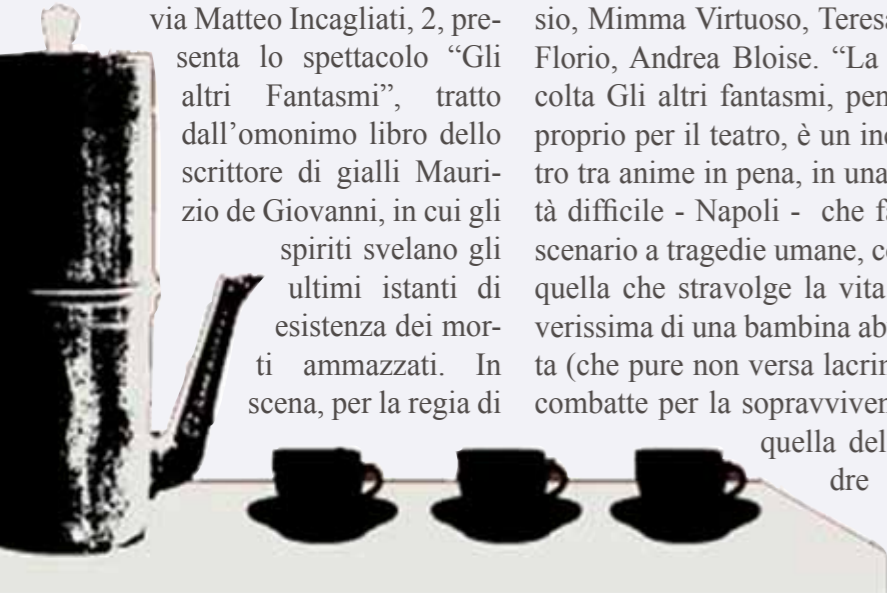 via Matteo Incagliati, 2, pre-
senta lo spettacolo “Gli
altri Fantasmi”, tratto
dall’omonimo libro dello
scrittore di gialli Mauri-
zio de Giovanni, in cui gli
spiriti svelano gli
ultimi istanti di
esistenza dei mor-
ti ammazzati. In
scena, per la regia di
sio, Mimma Virtuoso, Teresa
Florio, Andrea Bloise. “La
colta Gli altri fantasmi, pen
proprio per il teatro, è un inc
tro tra anime in pena, in una
tà difficile - Napoli - che fa
scenario a tragedie umane, co
quella che stravolge la vita
verissima di una bambina ab
ta (che pure non versa lacrin
combatte per la sopravviven
quella del
dre